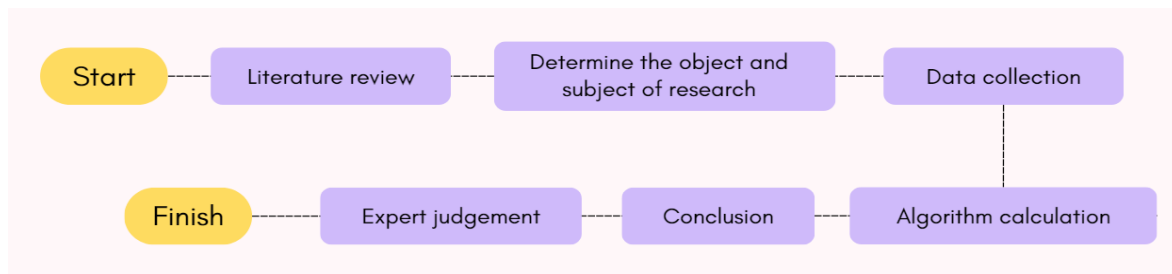 Start
Literature review
Determine the object and
subject of research
Data collection
Algorithm calculation
Conclusion
Expert judgement
Finish